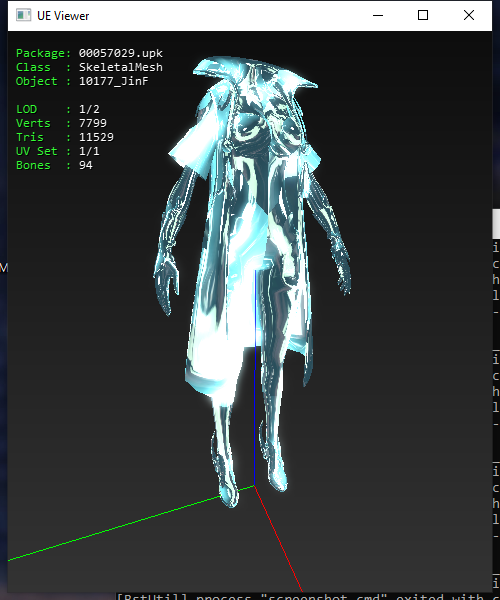 UE Viewer
Package: 00057029.upk
Class  : SkeletalMesh
Object : 10177_JinF
LOD    : 1/2
Verts  : 7799
Tris   : 11529
UV Set : 1/1
Bones  : 94
M
i
c
h
l
-
i
c
h
l
-
i
c
h
l
-
i
[RstUtil] process "screenshot.cmd" exited with c